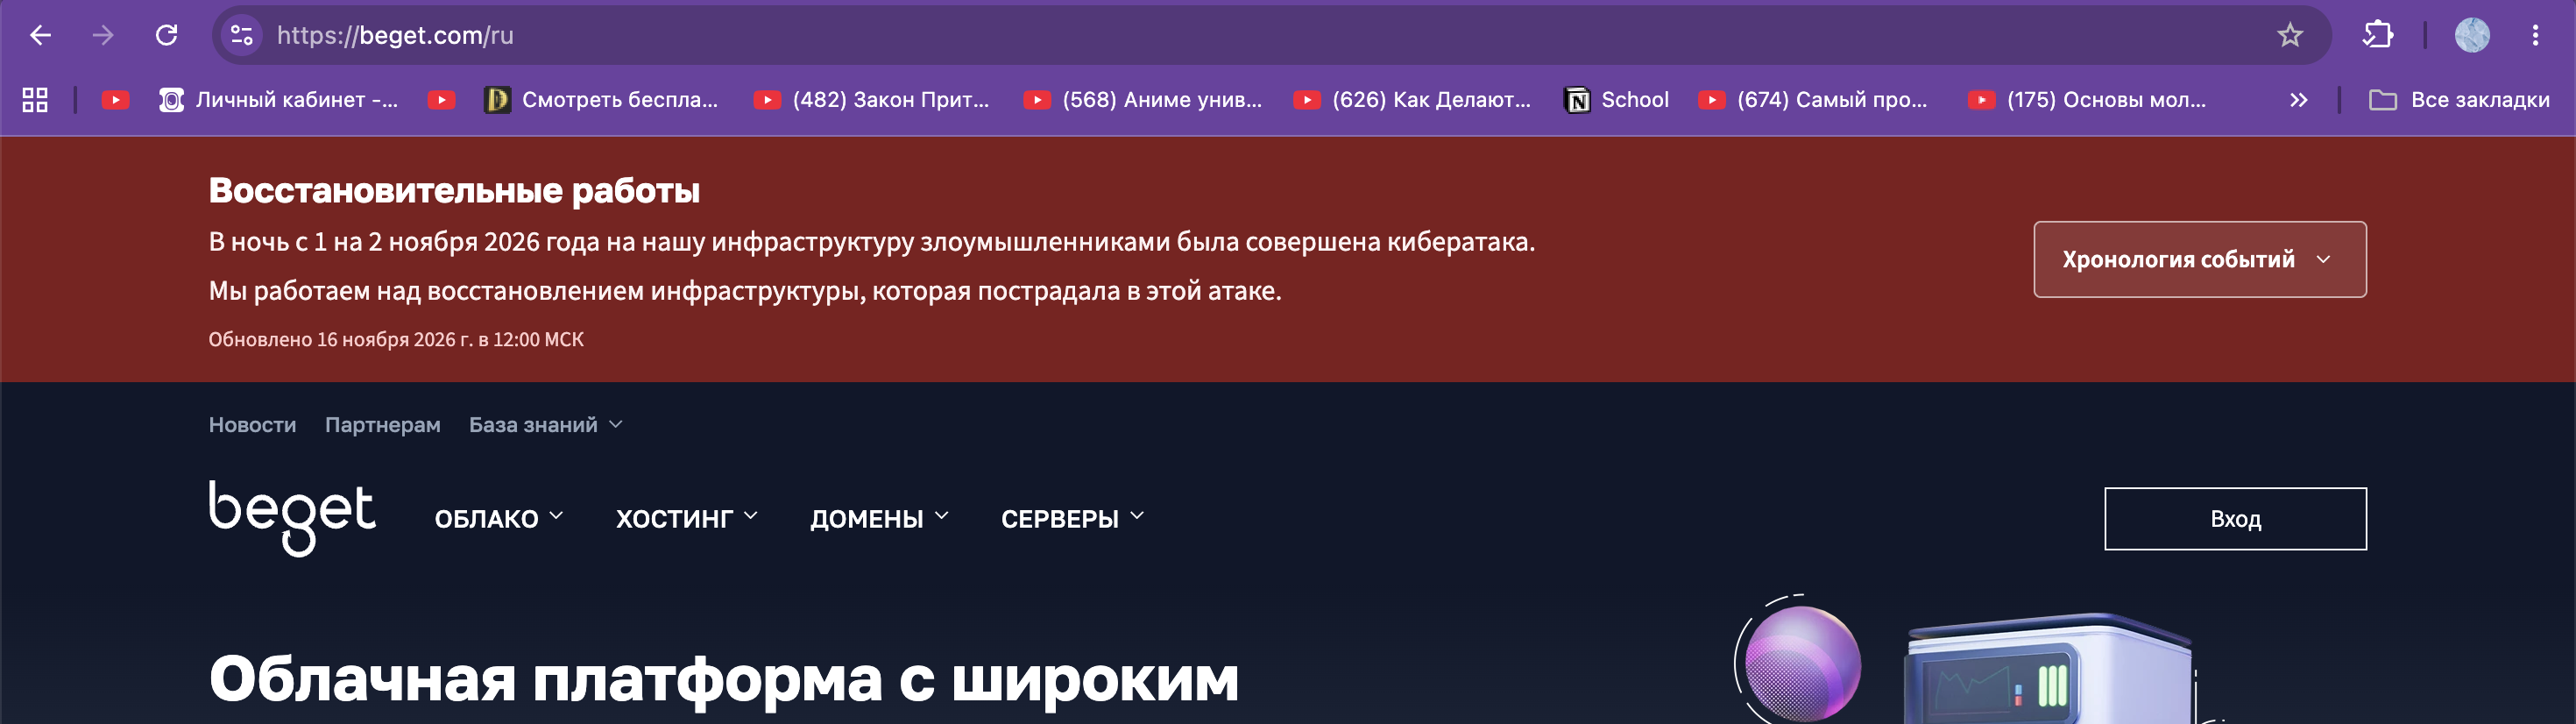 https://beget.com/ru
Личный кабинет -...
Смотреть беспла...
(482) Закон Прит...
(568) Аниме унив...
(626) Как Делают...
School
(674) Самый про...
(175) Основы мол...
Все закладки
Восстановительные работы
В ночь с 1 на 2 ноября 2026 года на нашу инфраструктуру злоумышленниками была совершена кибератака.
Мы работаем над восстановлением инфраструктуры, которая пострадала в этой атаке.
Обновлено 16 ноября 2026 г. в 12:00 МСК
Хронология событий
Новости Партнерам База знаний
beget
ОБЛАКО ХОСТИНГ ДОМЕНЫ СЕРВЕРЫ
Вход
Облачная платформа с широким